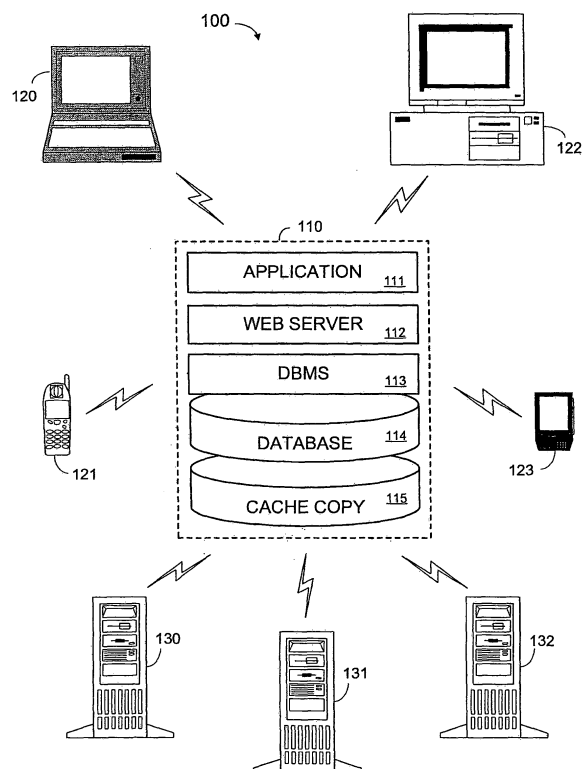 100
120
122
110
APPLICATION 111
WEB SERVER 112
DBMS 113
DATABASE 114
CACHE COPY 115
121
123
130
131
132